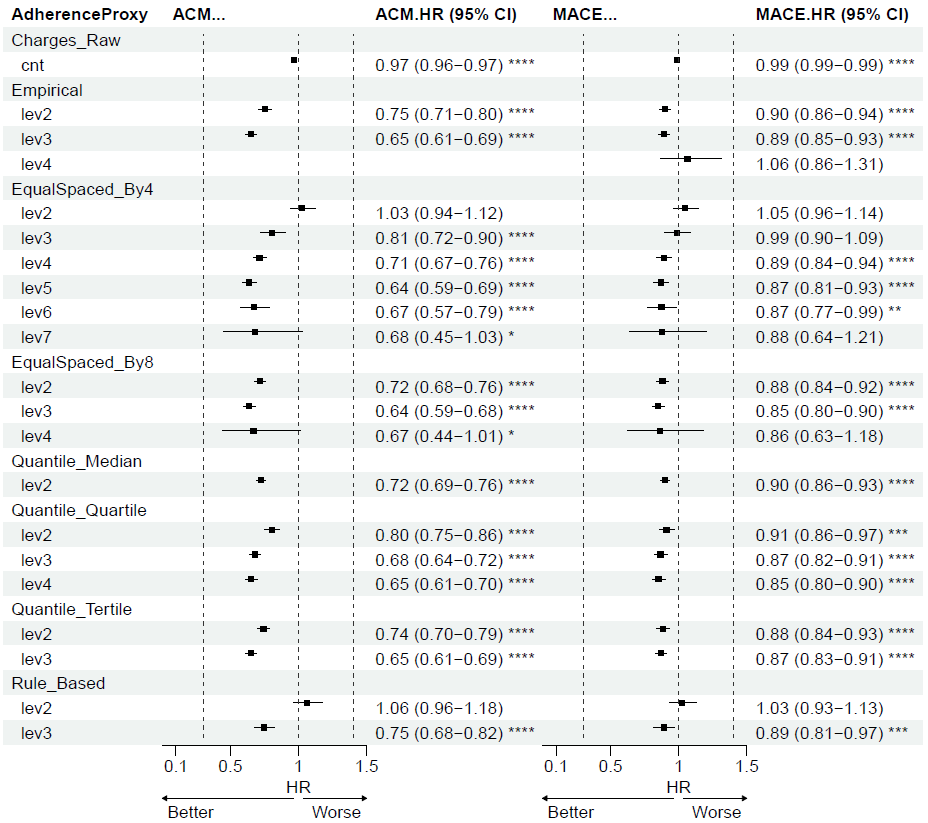 AdherenceProxy ACM... ACM.HR (95% CI) MACE... MACE.HR (95% CI)
Charges_Raw
cnt 0.97 (0.96−0.97) **** 0.99 (0.99−0.99) ****
Empirical
lev2 0.75 (0.71−0.80) **** 0.90 (0.86−0.94) ****
lev3 0.65 (0.61−0.69) **** 0.89 (0.85−0.93) ****
lev4 1.06 (0.86−1.31)
EqualSpaced_By4
lev2 1.03 (0.94−1.12) 1.05 (0.96−1.14)
lev3 0.81 (0.72−0.90) **** 0.99 (0.90−1.09)
lev4 0.71 (0.67−0.76) **** 0.89 (0.84−0.94) ****
lev5 0.64 (0.59−0.69) **** 0.87 (0.81−0.93) ****
lev6 0.67 (0.57−0.79) **** 0.87 (0.77−0.99) **
lev7 0.68 (0.45−1.03) * 0.88 (0.64−1.21)
EqualSpaced_By8
lev2 0.72 (0.68−0.76) **** 0.88 (0.84−0.92) ****
lev3 0.64 (0.59−0.68) **** 0.85 (0.80−0.90) ****
lev4 0.67 (0.44−1.01) * 0.86 (0.63−1.18)
Quantile_Median
lev2 0.72 (0.69−0.76) **** 0.90 (0.86−0.93) ****
Quantile_Quartile
lev2 0.80 (0.75−0.86) **** 0.91 (0.86−0.97) ***
lev3 0.68 (0.64−0.72) **** 0.87 (0.82−0.91) ****
lev4 0.65 (0.61−0.70) **** 0.85 (0.80−0.90) ****
Quantile_Tertile
lev2 0.74 (0.70−0.79) **** 0.88 (0.84−0.93) ****
lev3 0.65 (0.61−0.69) **** 0.87 (0.83−0.91) ****
Rule_Based
lev2 1.06 (0.96−1.18) 1.03 (0.93−1.13)
lev3 0.75 (0.68−0.82) **** 0.89 (0.81−0.97) ***
0.1 0.5 1 1.5 0.1 0.5 1 1.5
HR HR
Better Worse Better Worse